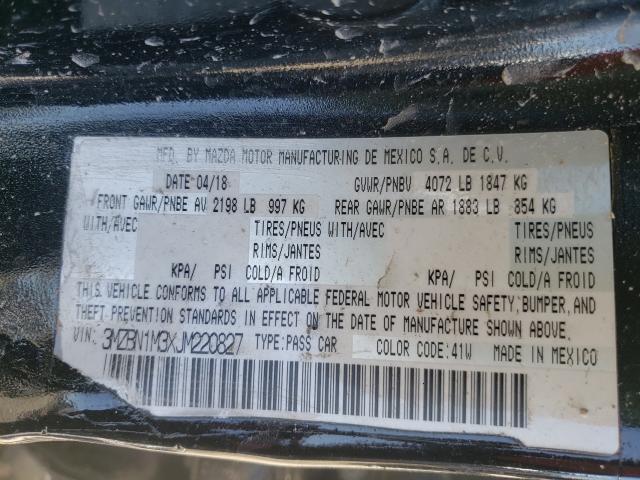 MFD. BY MAZDA MOTOR MANUFACTURING DE MEXICO S.A. DE C.V.
DATE 04/18 GVWR/PNBV 4072 LB 1847 KG
FRONT GAWR/PNBE AV 2198 LB 997 KG REAR GAWR/PNBE AR 1883 LB 854 KG
WITH/AVEC TIRES/PNEUS WITH/AVEC TIRES/PNEUS
RIMS/JANTES RIMS/JANTES
KPA/ PSI COLD/A FROID KPA/ PSI COLD/A FROID
THIS VEHICLE CONFORMS TO ALL APPLICABLE FEDERAL MOTOR VEHICLE SAFETY, BUMPER, AND
THEFT PREVENTION STANDARDS IN EFFECT ON THE DATE OF MANUFACTURE SHOWN ABOVE.
VIN: 3MZBN1M3XJM220827 TYPE:PASS CAR COLOR CODE:41W MADE IN MEXICO